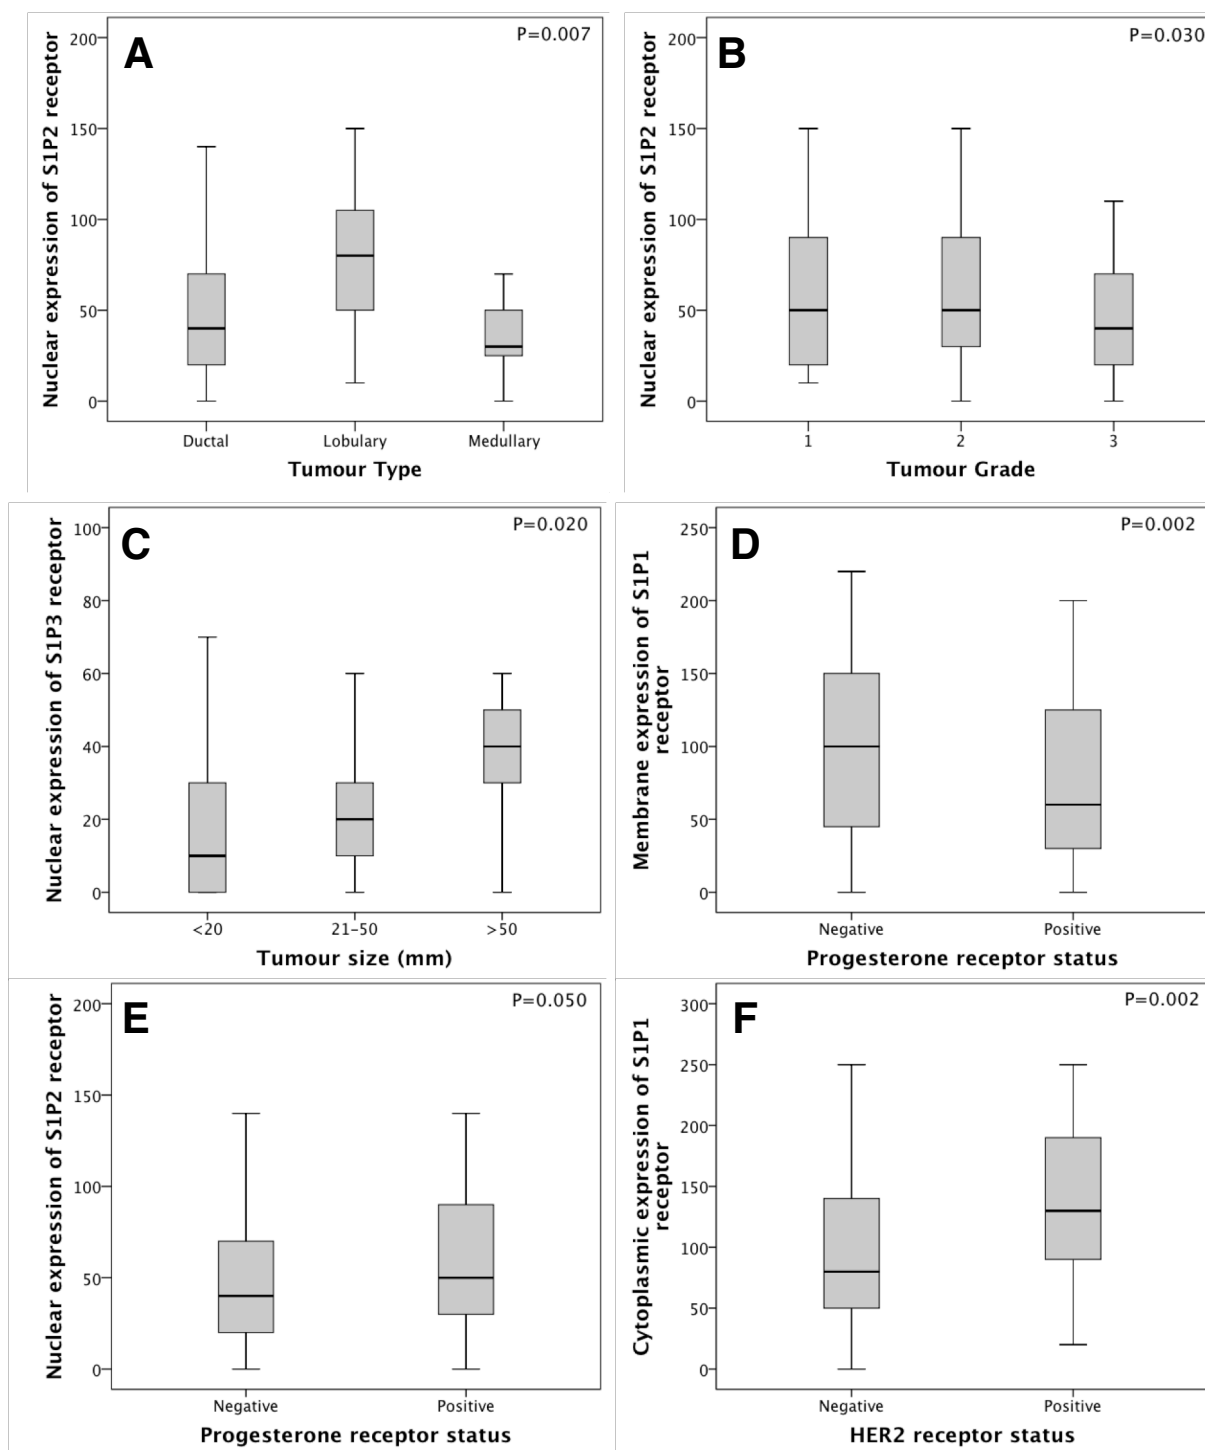 A
P=0.007
Nuclear expression of S1P2 receptor
200
150
100
50
0
Ductal Lobulary Medullary
Tumour Type
B
P=0.030
Nuclear expression of S1P2 receptor
200
150
100
50
0
1 2 3
Tumour Grade
C
P=0.020
Nuclear expression of S1P3 receptor
100
80
60
40
20
0
<20 21-50 >50
Tumour size (mm)
D
P=0.002
Membrane expression of S1P1
receptor
250
200
150
100
50
0
Negative Positive
Progesterone receptor status
E
P=0.050
Nuclear expression of S1P2 receptor
200
150
100
50
0
Negative Positive
Progesterone receptor status
F
P=0.002
Cytoplasmic expression of S1P1
receptor
300
250
200
150
100
50
0
Negative Positive
HER2 receptor status